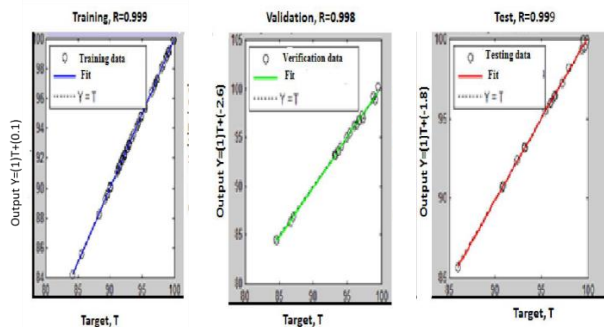 Training, R=0.999
100
98
96
94
92
90
88
86
84
80
85
90
95
100
Training data
Fit
Y = T
Output Y=(1)T+(0.1)
Target, T
Validation, R=0.998
105
100
95
90
85
80
80
85
90
95
100
Verification data
Fit
Y = T
Output Y=(1)T+(-2.6)
Target, T
Test, R=0.999
100
95
90
85
85
90
95
100
Testing data
Fit
Y = T
Output Y=(1)T+(-1.8)
Target, T